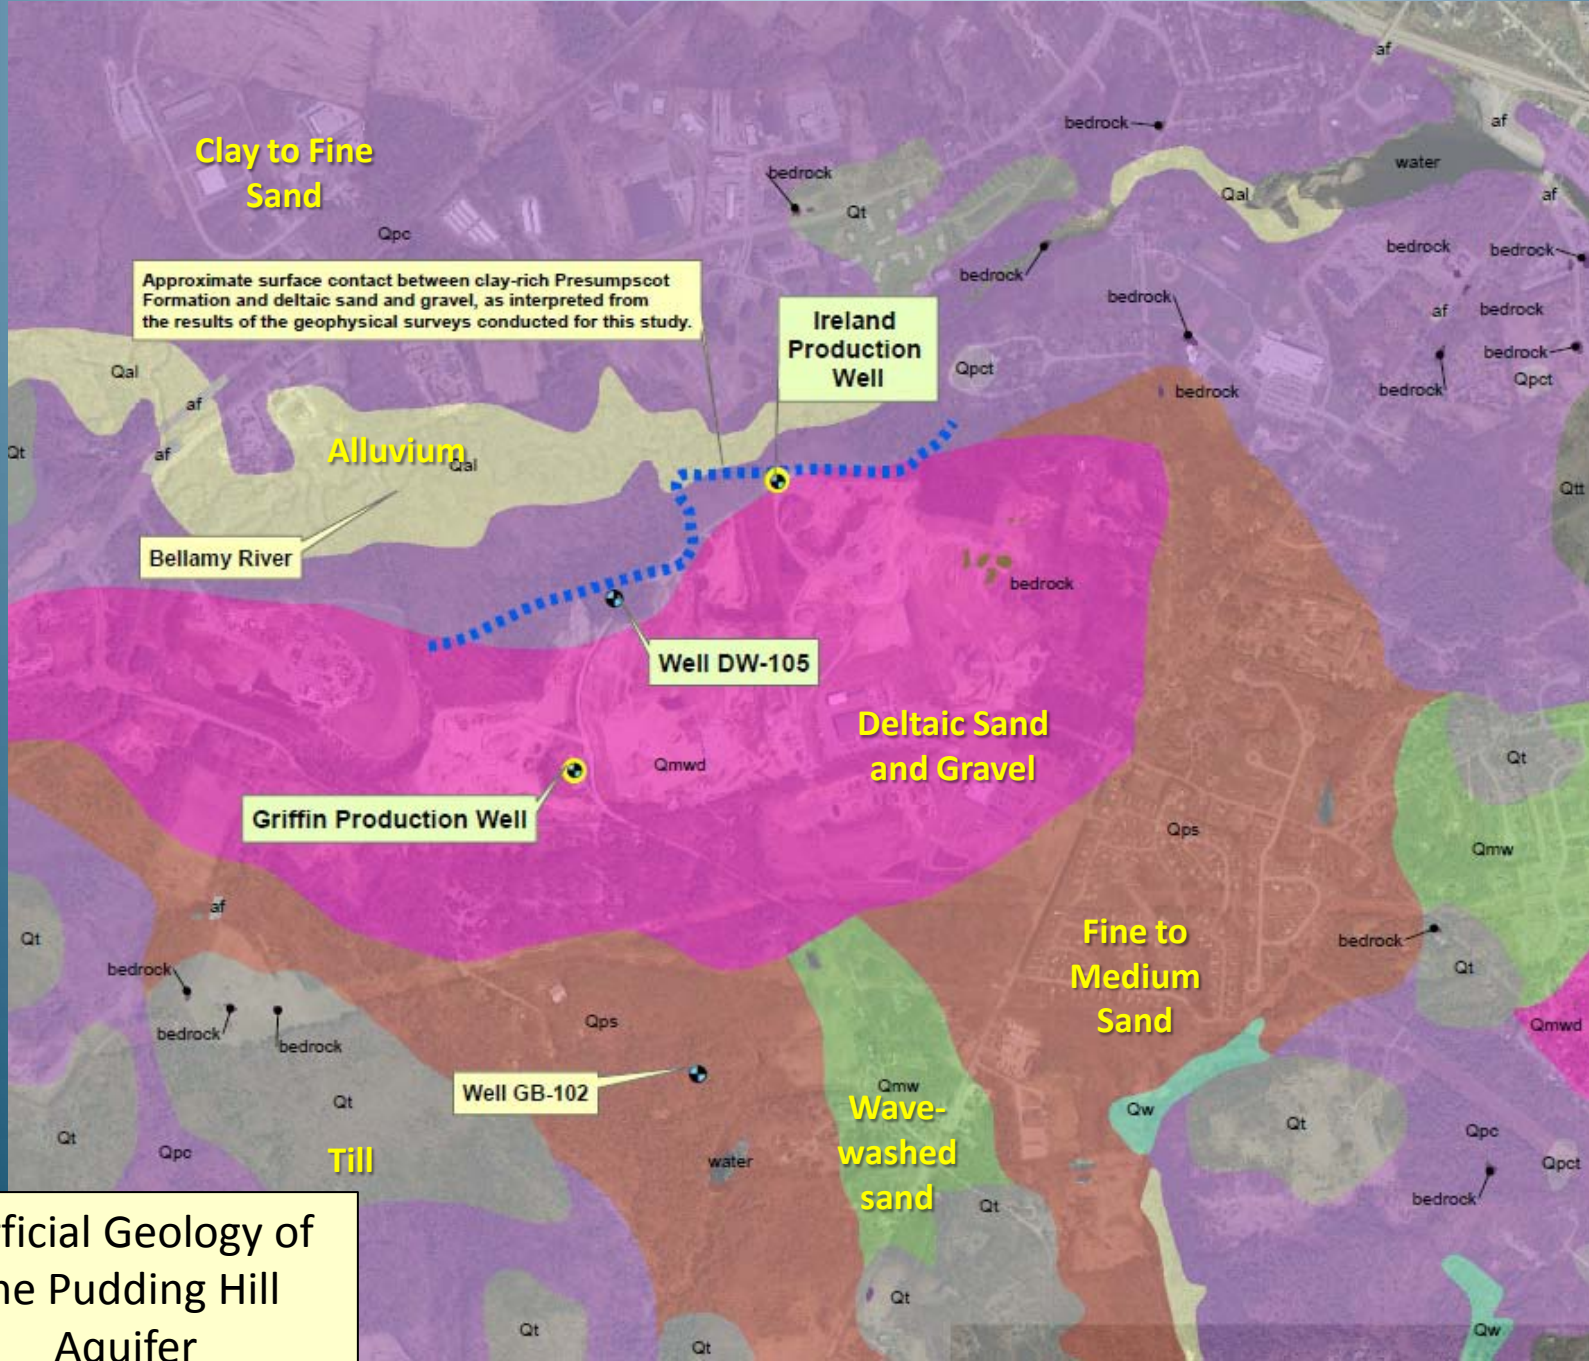 af
bedrock
af
Clay to Fine
Sand
water
bedrock
Qt
Qal
af
Qpc
bedrock
bedrock
bedrock
Approximate surface contact between clay-rich Presumpscot
Formation and deltaic sand and gravel, as interpreted from
the results of the geophysical surveys conducted for this study.
bedrock
af
bedrock
Ireland
Production
Well
Qal
Qpct
bedrock
Qpct
bedrock
bedrock
af
Qt
af
Alluvium
Qal
Qtt
Bellamy River
bedrock
Well DW-105
Deltaic Sand
and Gravel
Qmwd
Qt
Griffin Production Well
Qps
Qmw
af
Qt
Fine to
Medium
Sand
bedrock
bedrock
Qt
Qps
Qmwd
bedrock
bedrock
Well GB-102
Qmw
Qt
Wave-
washed
sand
Qw
Qt
Qpc
Qt
Qpc
Till
water
Qpct
bedrock
Qt
ficial Geology of
Pudding Hill
Aquifer
Qt
Qt
Qt
Qw